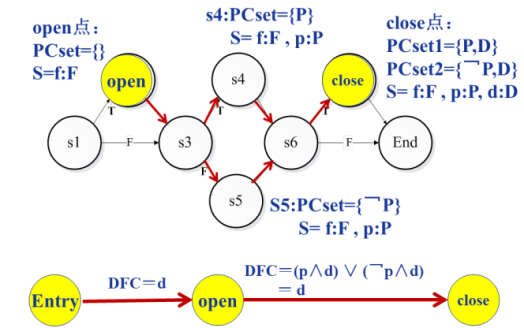 open点:
PCset={}
S=f:F
s4:PCset={P}
S= f:F , p:P
close点:
PCset1={P,D}
PCset2={￢P,D}
S= f:F , p:P, d:D
open
s4
close
T
T
T
s1
F
s3
s6
F
End
F
s5
S5:PCset={￢P}
S= f:F , p:P
Entry
DFC=d
open
DFC=(p∧d) ∨ (￢p∧d)
= d
close